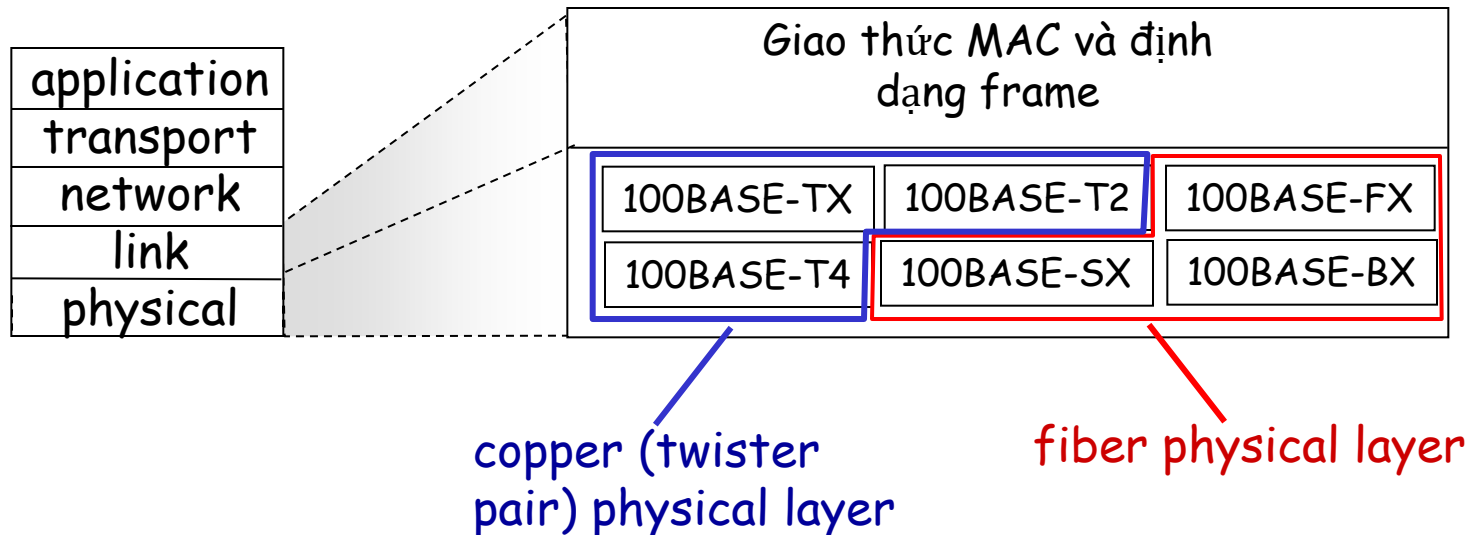 application
transport
network
link
physical
Giao thức MAC và định
dạng frame
100BASE-TX
100BASE-T2
100BASE-FX
100BASE-T4
100BASE-SX
100BASE-BX
copper (twister
pair) physical layer
fiber physical layer